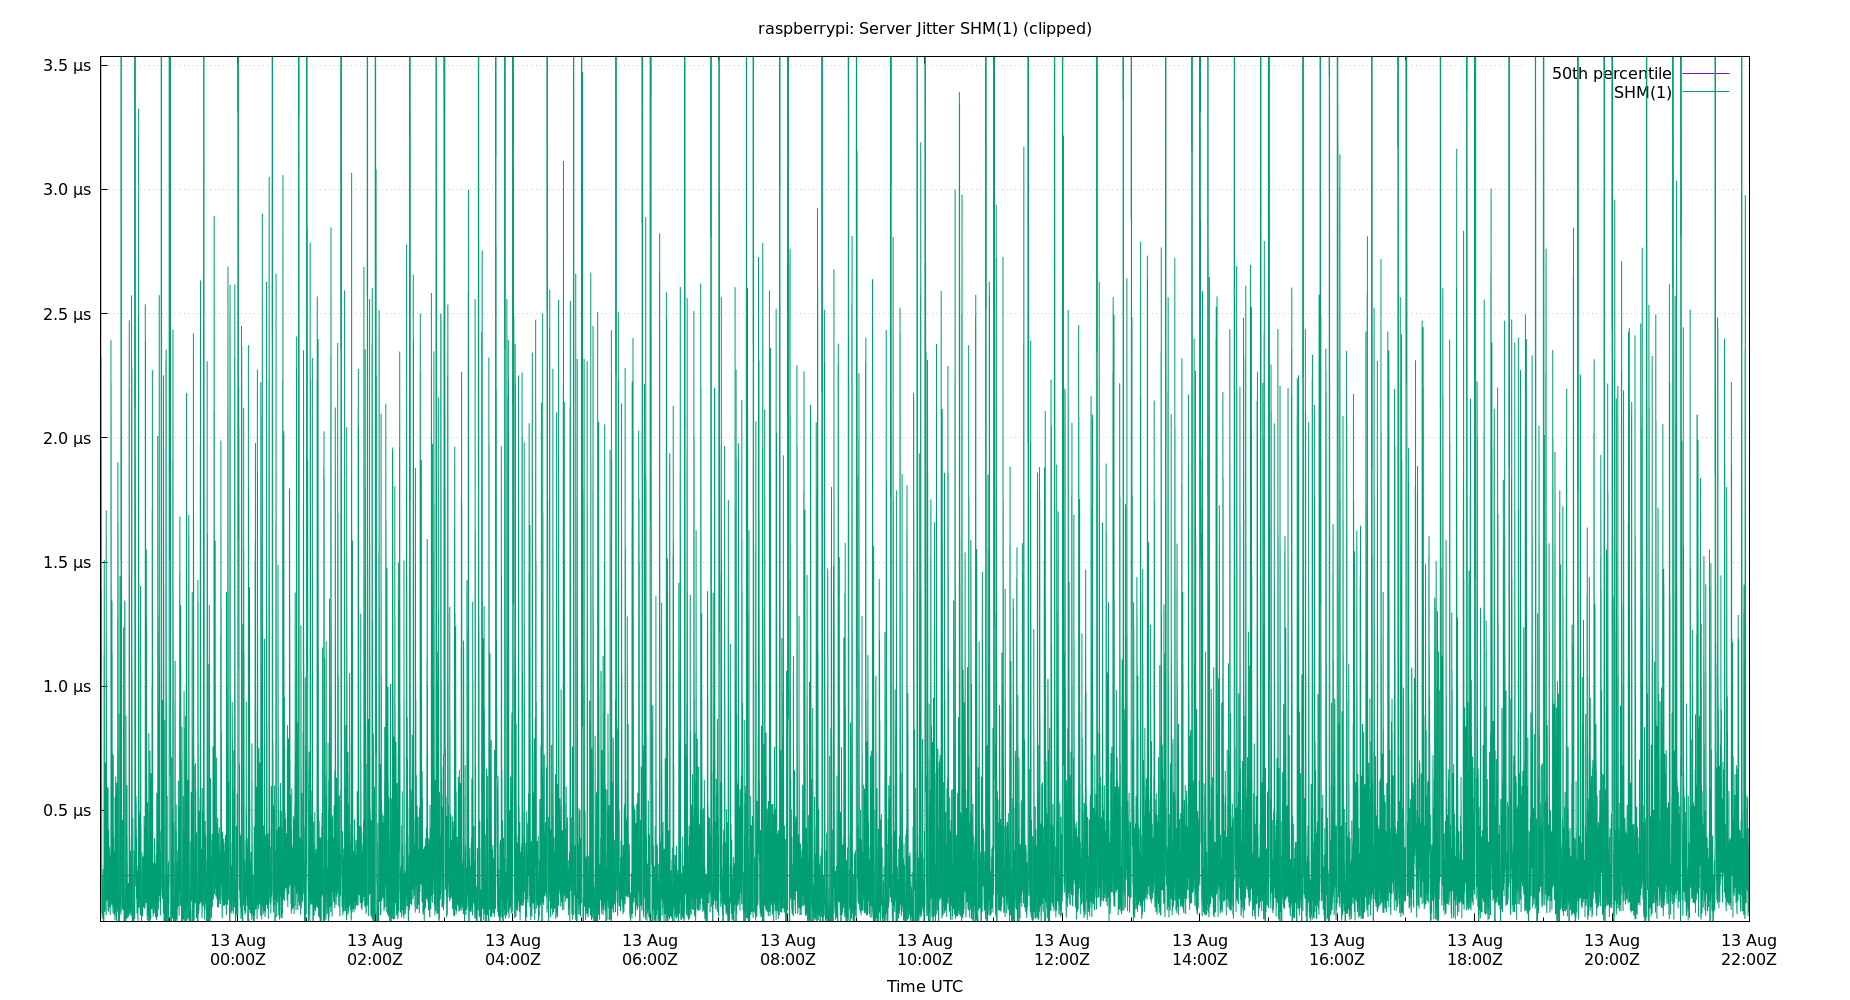 raspberrypi: Server Jitter SHM(1) (clipped)
3.5 µs
3.0 µs
2.5 µs
2.0 µs
1.5 µs
1.0 µs
0.5 µs
50th percentile
SHM(1)
13 Aug 13 Aug 13 Aug 13 Aug 13 Aug 13 Aug 13 Aug 13 Aug 13 Aug 13 Aug 13 Aug 13 Aug
00:00Z 02:00Z 04:00Z 06:00Z 08:00Z 10:00Z 12:00Z 14:00Z 16:00Z 18:00Z 20:00Z 22:00Z
Time UTC